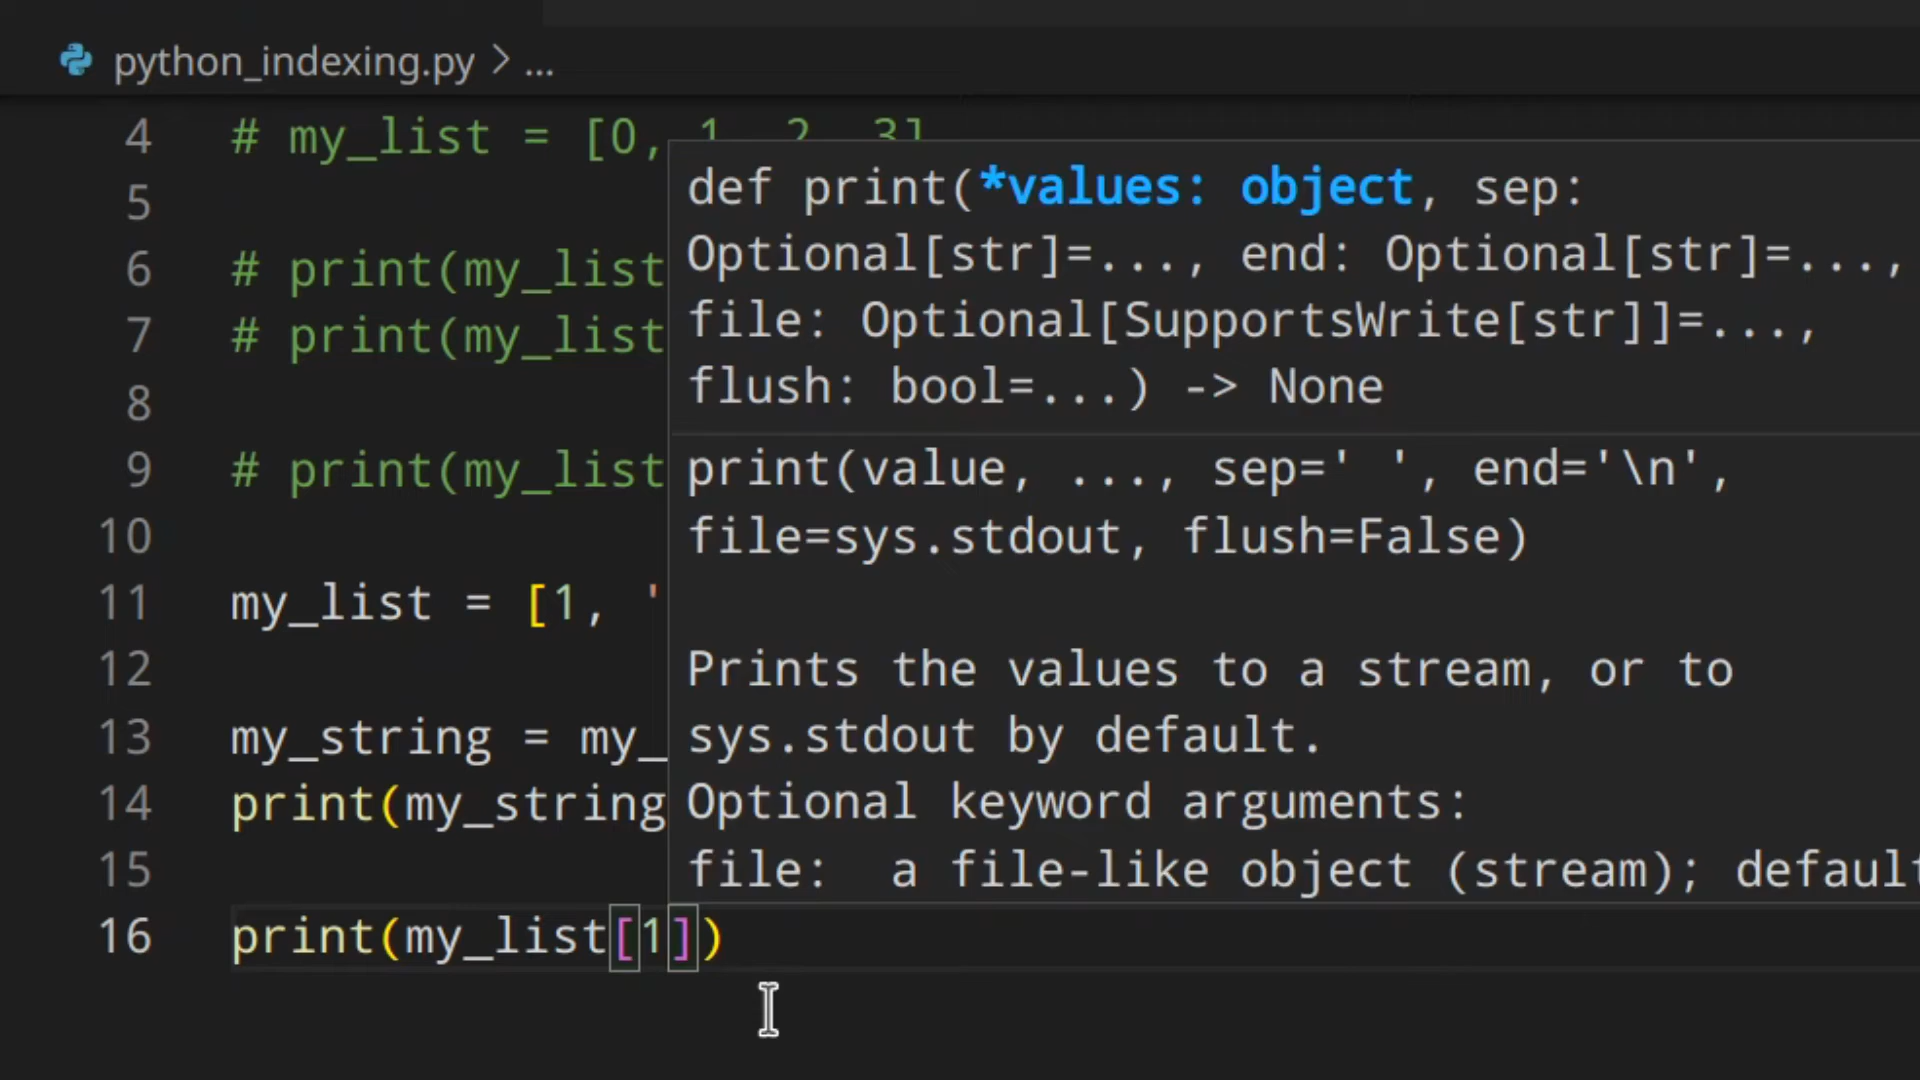 python_indexing.py > ...
4 # my_list = [0, 1, 2, 3]
5
6 # print(my_list
7 # print(my_list
8
9 # print(my_list
10
11 my_list = [1, '
12
13 my_string = my_
14 print(my_string
15
16 print(my_list[1])
def print(*values: object, sep:
Optional[str]=..., end: Optional[str]=...,
file: Optional[SupportsWrite[str]]=...,
flush: bool=...) -> None
print(value, ..., sep=' ', end='\n',
file=sys.stdout, flush=False)
Prints the values to a stream, or to
sys.stdout by default.
Optional keyword arguments:
file:  a file-like object (stream); default